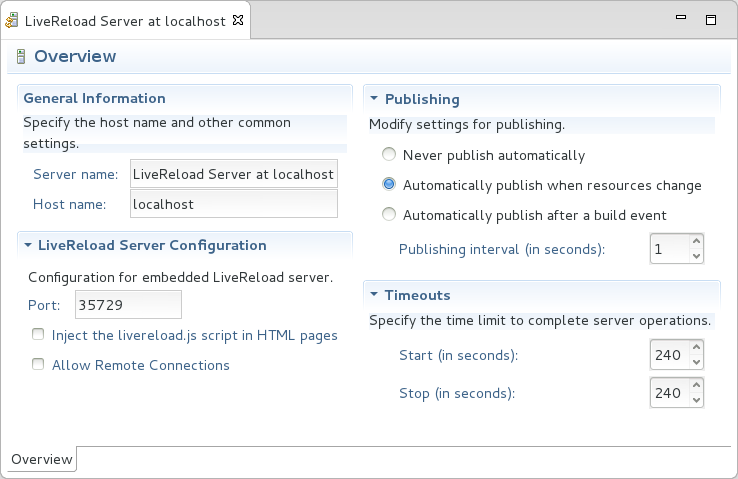 LiveReload Server at localhost
Overview
General Information
Specify the host name and other common
settings.
Server name: LiveReload Server at localhost
Host name: localhost
LiveReload Server Configuration
Configuration for embedded LiveReload server.
Port: 35729
Inject the livereload.js script in HTML pages
Allow Remote Connections
Publishing
Modify settings for publishing.
Never publish automatically
Automatically publish when resources change
Automatically publish after a build event
Publishing interval (in seconds): 1
Timeouts
Specify the time limit to complete server operations.
Start (in seconds): 240
Stop (in seconds): 240
Overview